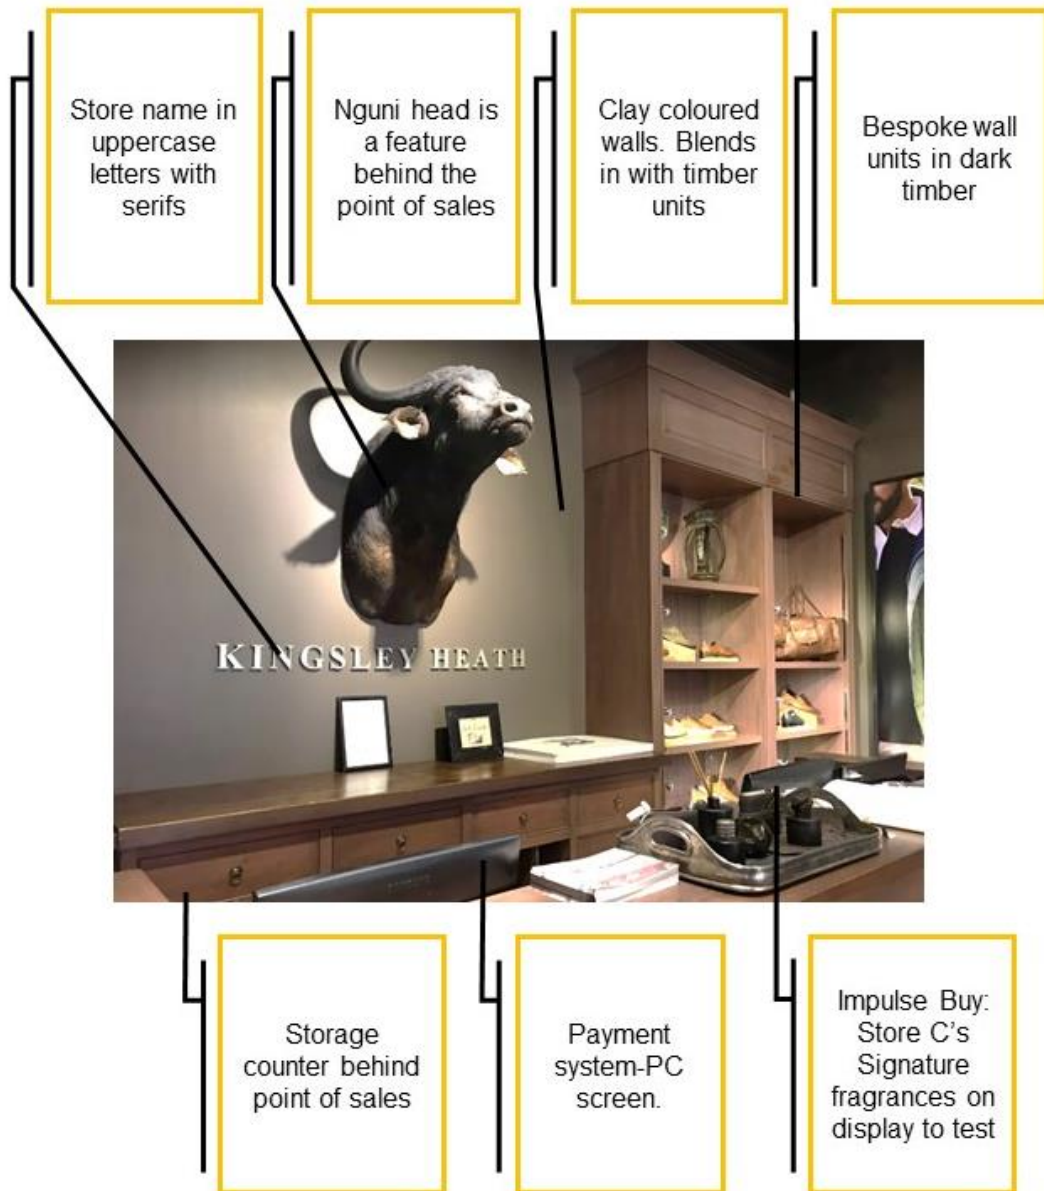 Store name in
uppercase
letters with
serifs
Nguni head is
a feature
behind the
point of sales
Clay coloured
walls. Blends
in with timber
units
Bespoke wall
units in dark
timber
KINGSLEY HEATH
Storage
counter behind
point of sales
Payment
system-PC
screen.
Impulse Buy:
Store C’s
Signature
fragrances on
display to test